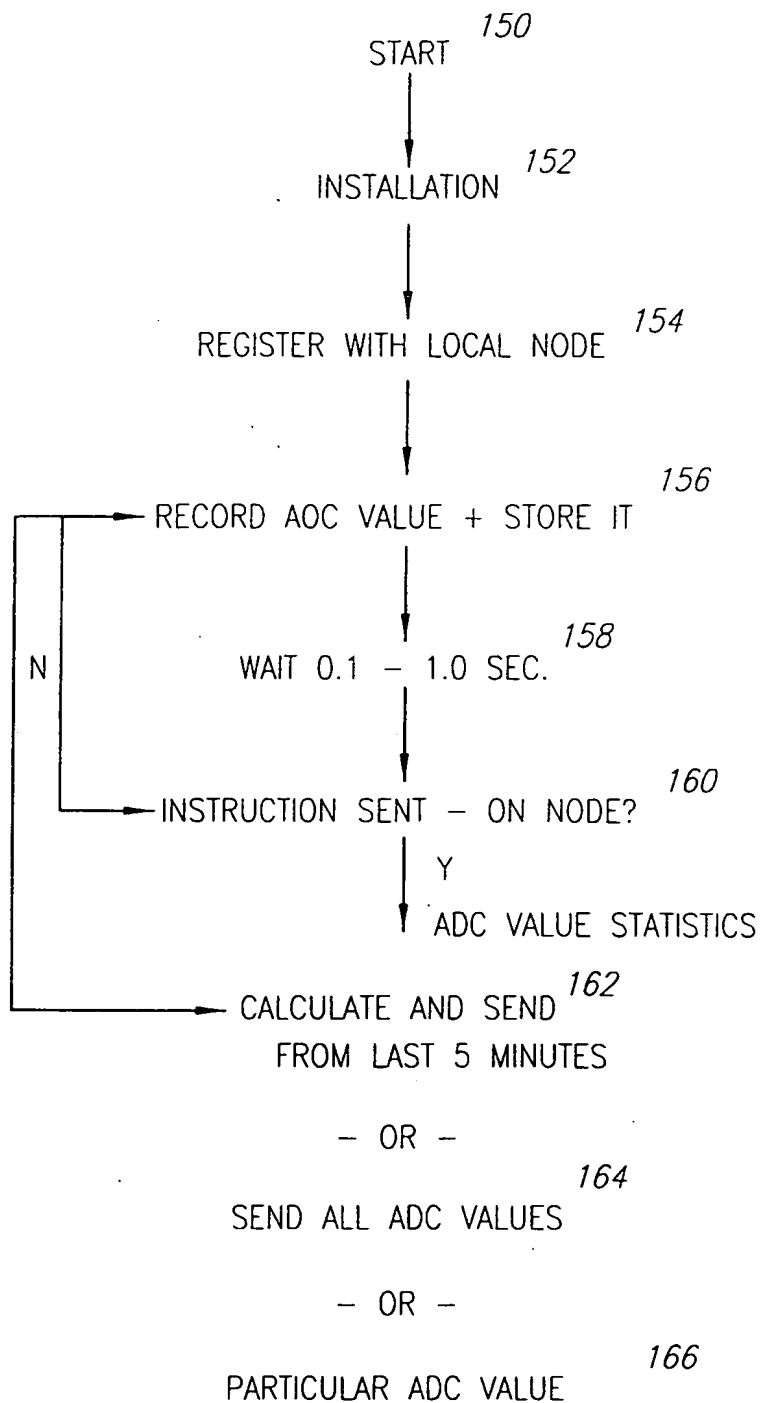 START 150
INSTALLATION 152
REGISTER WITH LOCAL NODE 154
RECORD AOC VALUE + STORE IT 156
WAIT 0.1 – 1.0 SEC. 158
N
INSTRUCTION SENT – ON NODE? 160
Y
ADC VALUE STATISTICS
CALCULATE AND SEND 162
FROM LAST 5 MINUTES
– OR –
SEND ALL ADC VALUES 164
– OR –
PARTICULAR ADC VALUE 166